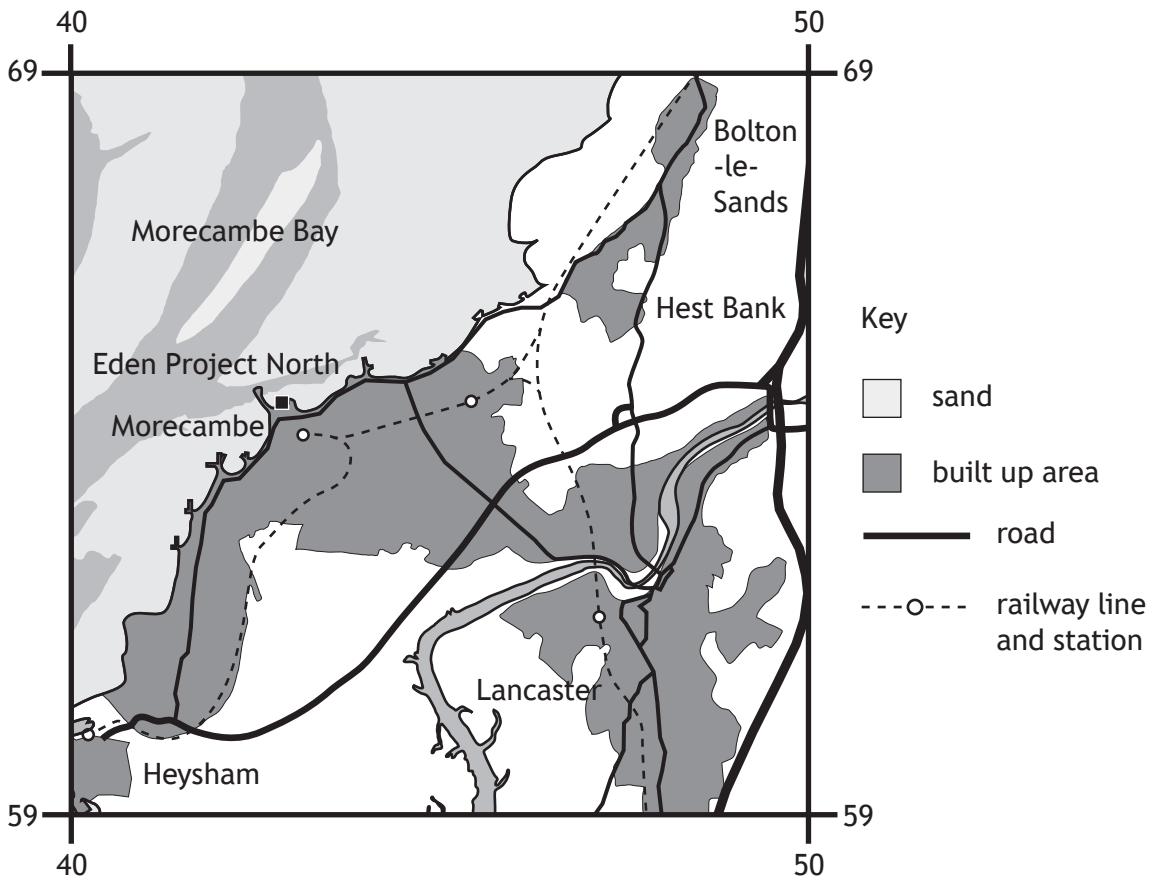 40
50
69
69
Bolton
-le-
Sands
Morecambe Bay
Hest Bank
Key
Eden Project North
sand
Morecambe
built up area
road
railway line
and station
Lancaster
Heysham
59
59
40
50